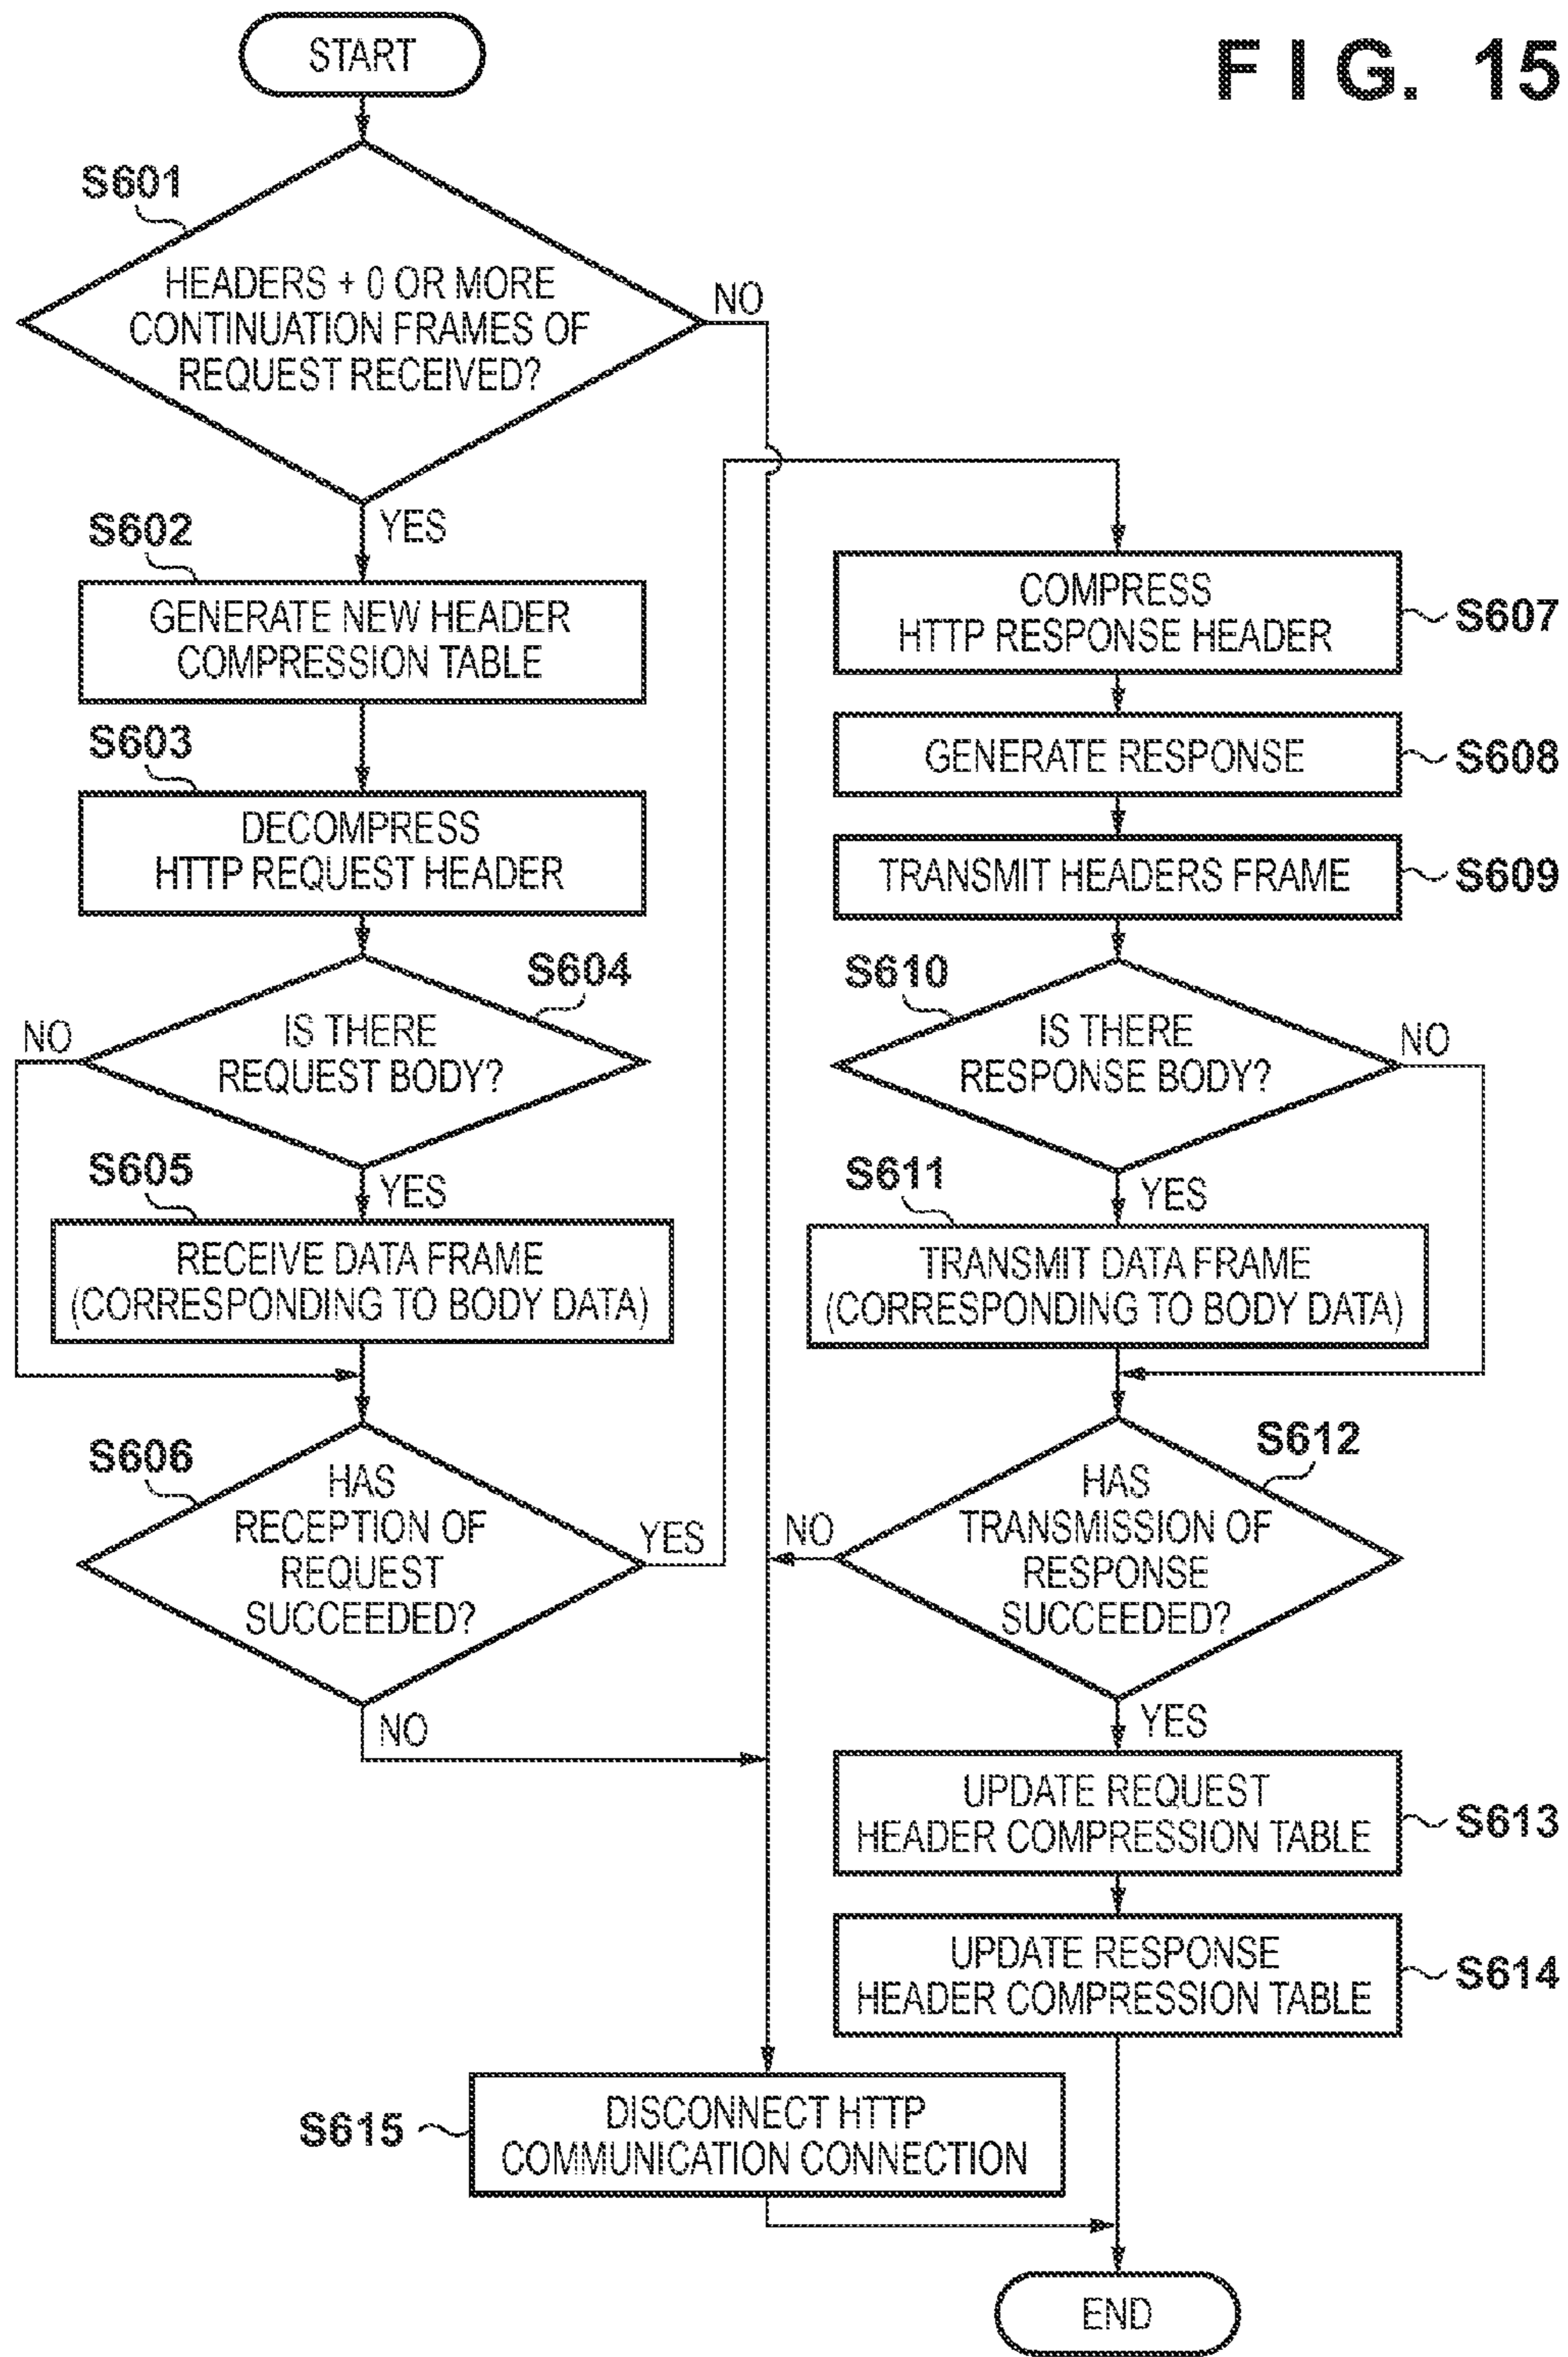 FIG. 15
START
S601
HEADERS + 0 OR MORE
CONTINUATION FRAMES OF
REQUEST RECEIVED?
NO
YES
S602
GENERATE NEW HEADER
COMPRESSION TABLE
S603
DECOMPRESS
HTTP REQUEST HEADER
S604
IS THERE
REQUEST BODY?
NO
YES
S605
RECEIVE DATA FRAME
(CORRESPONDING TO BODY DATA)
S606
HAS
RECEPTION OF
REQUEST
SUCCEEDED?
YES
NO
COMPRESS
HTTP RESPONSE HEADER
S607
GENERATE RESPONSE
S608
TRANSMIT HEADERS FRAME
S609
S610
IS THERE
RESPONSE BODY?
NO
YES
S611
TRANSMIT DATA FRAME
(CORRESPONDING TO BODY DATA)
S612
HAS
TRANSMISSION OF
RESPONSE
SUCCEEDED?
NO
YES
UPDATE REQUEST
HEADER COMPRESSION TABLE
S613
UPDATE RESPONSE
HEADER COMPRESSION TABLE
S614
S615
DISCONNECT HTTP
COMMUNICATION CONNECTION
END